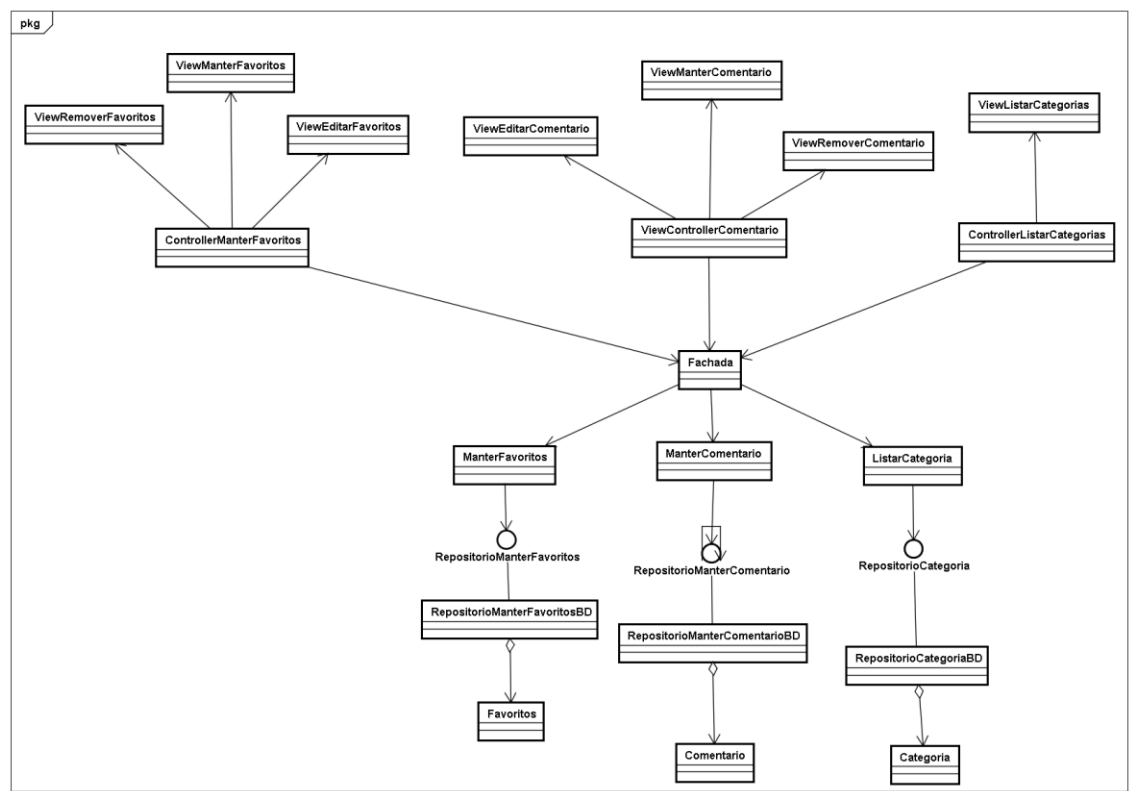 pkg
ViewManterFavoritos
ViewManterComentario
ViewListarCategorias
ViewRemoverFavoritos
ViewEditarFavoritos
ViewEditarComentario
ViewRemoverComentario
ControllerManterFavoritos
ViewControllerComentario
ControllerListarCategorias
Fachada
ManterFavoritos
ManterComentario
ListarCategoria
RepositorioManterFavoritos
RepositorioManterComentario
RepositorioCategoria
RepositorioManterFavoritosBD
RepositorioManterComentarioBD
RepositorioCategoriaBD
Favoritos
Comentario
Categoria